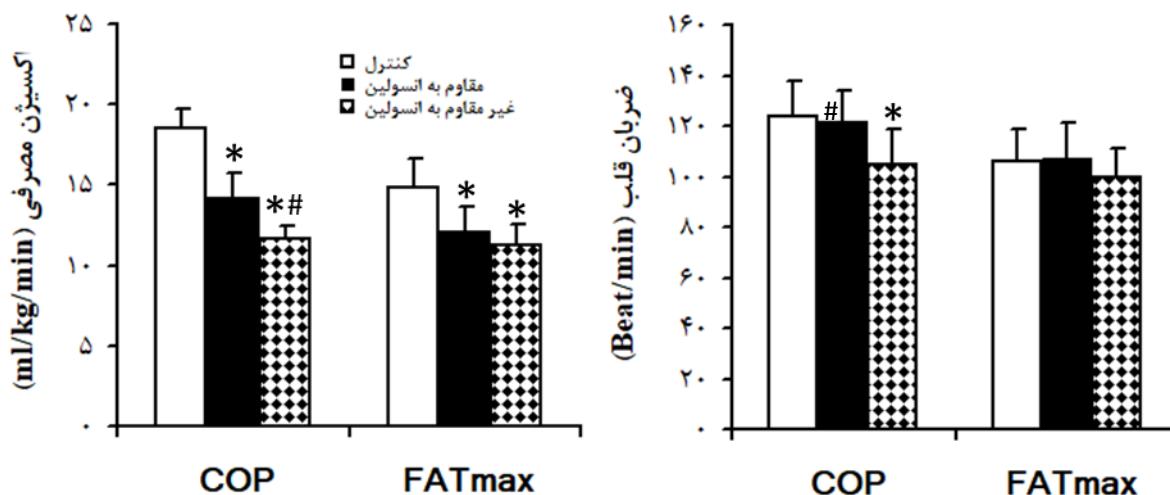 اکسیژن مصرفی (ml/kg/min)
۲۵
۲۰
۱۵
۱۰
۵
۰
کنترل
مقاوم به انسولین
غیر مقاوم به انسولین
*
*#
*
*
COP
FATmax
ضربان قلب (Beat/min)
۱۶۰
۱۴۰
۱۲۰
۱۰۰
۸۰
۶۰
۴۰
۲۰
۰
#
*
COP
FATmax